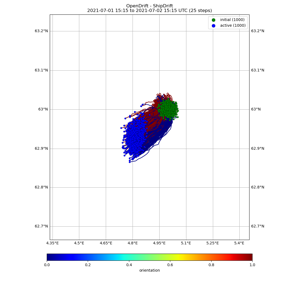 OpenDrift - ShipDrift
2021-07-01 15:15 to 2021-07-02 15:15 UTC (25 steps)
initial (1000)
active (1000)
63.2°N 63.2°N
63.1°N 63.1°N
63°N 63°N
62.9°N 62.9°N
62.8°N 62.8°N
62.7°N 62.7°N
4.35°E 4.5°E 4.65°E 4.8°E 4.95°E 5.1°E 5.25°E 5.4°E
0.0 0.2 0.4 0.6 0.8 1.0
orientation